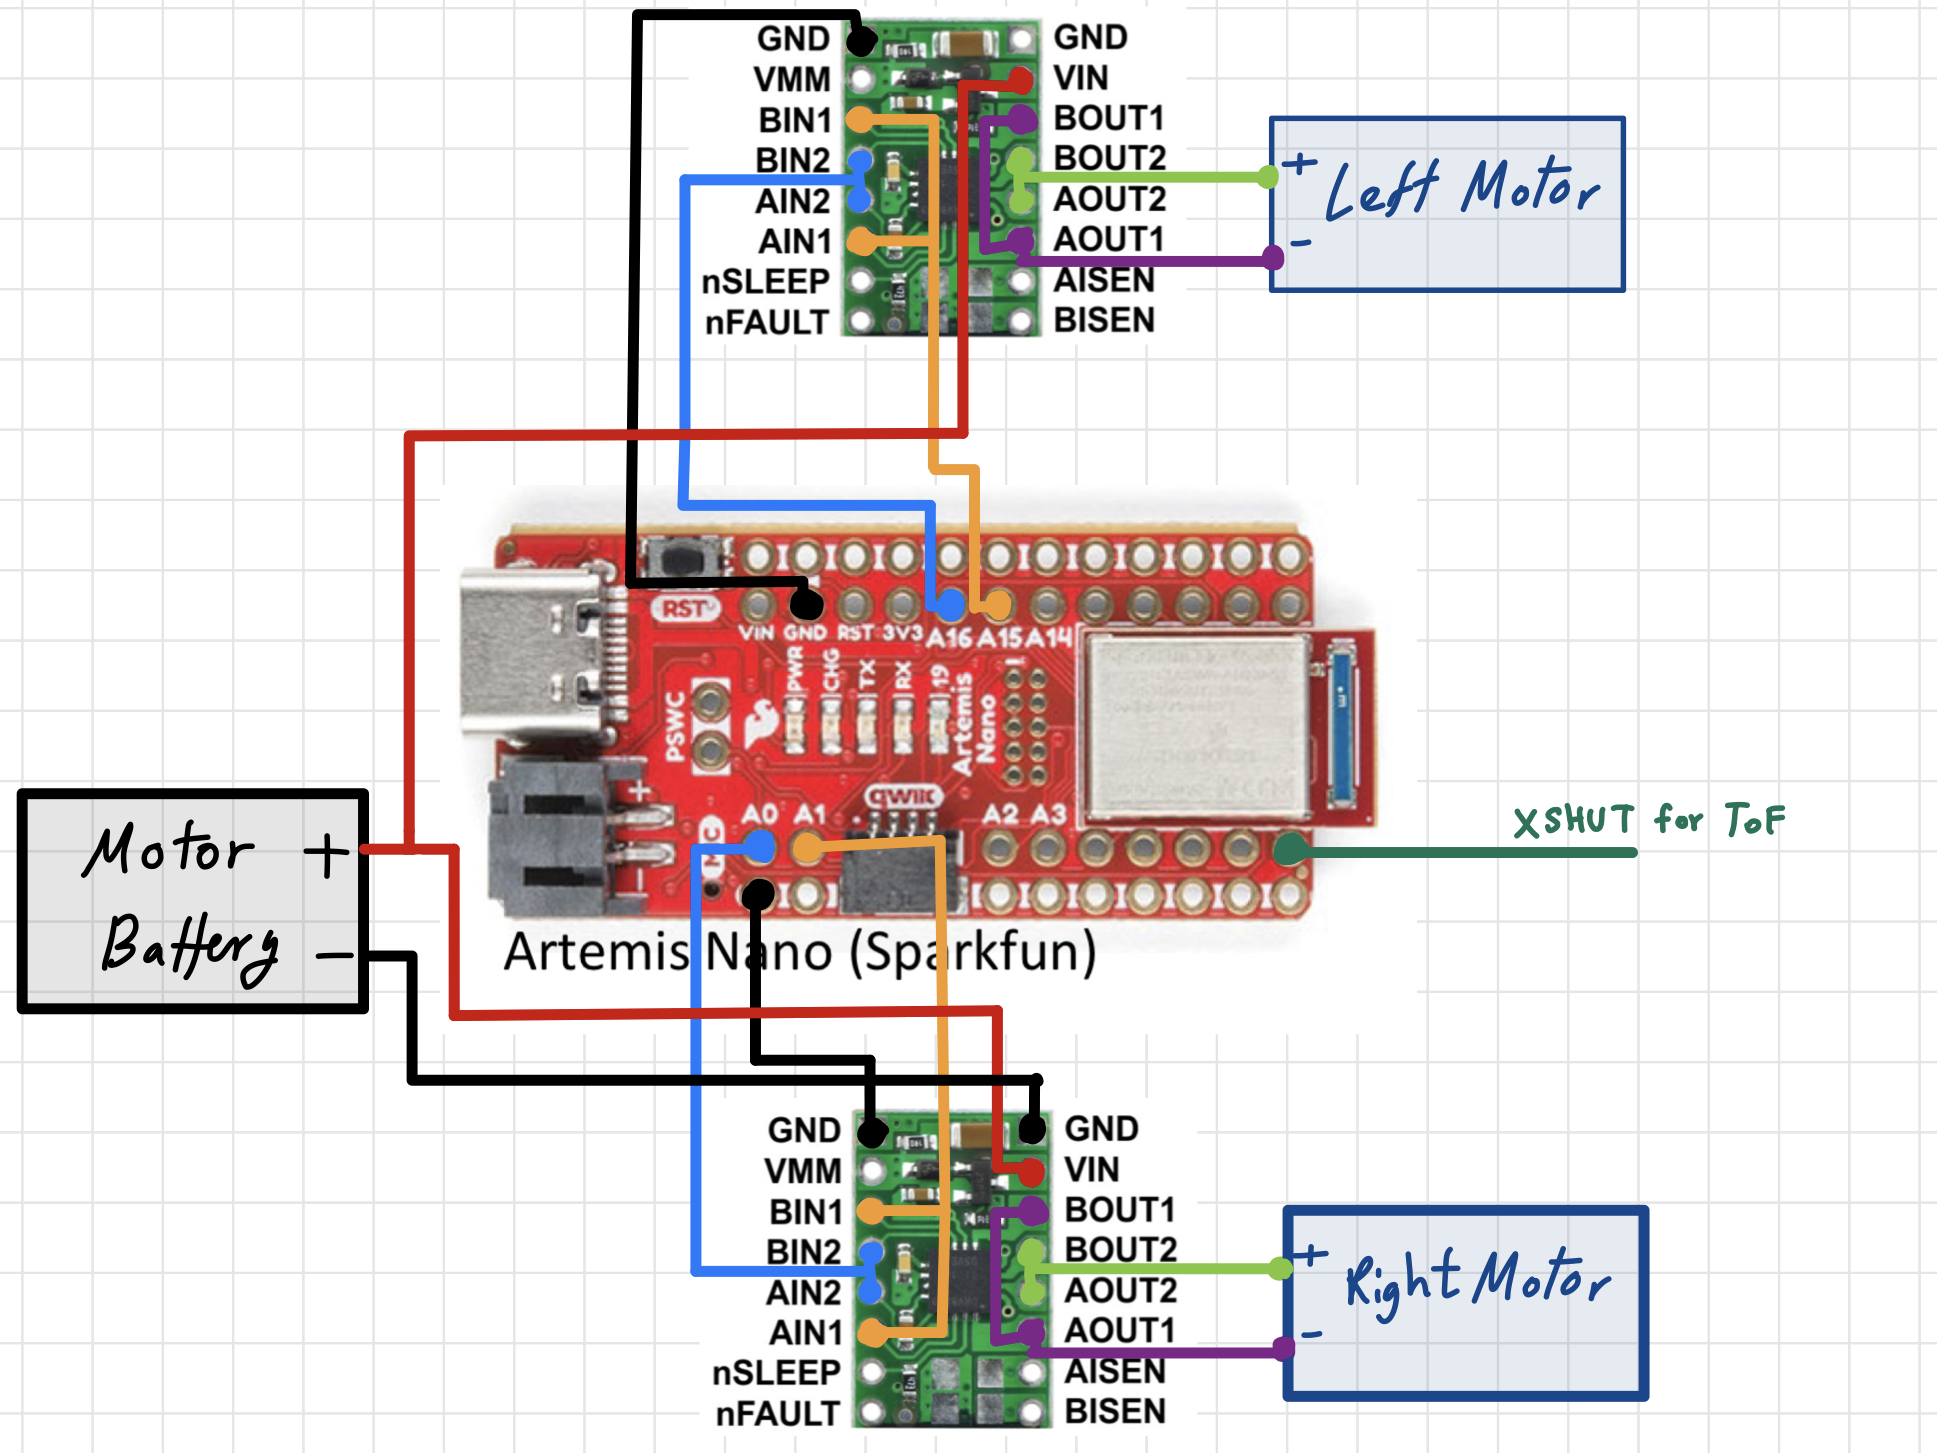 GND GND
VMM VIN
BIN1 BOUT1
BIN2 BOUT2
AIN2 AOUT2
AIN1 AOUT1
nSLEEP AISEN
nFAULT BISEN
+ Left Motor
-
RST
VIN GND RST 3V3 A16 A15 A14
PWR CHG TX RX 19
Artemis
Nano
PSWC
+
-
qwiic
A0 A1 A2 A3
XSHUT for ToF
Motor +
Battery -
Artemis Nano (Sparkfun)
GND GND
VMM VIN
BIN1 BOUT1
BIN2 BOUT2
AIN2 AOUT2
AIN1 AOUT1
nSLEEP AISEN
nFAULT BISEN
+ Right Motor
-